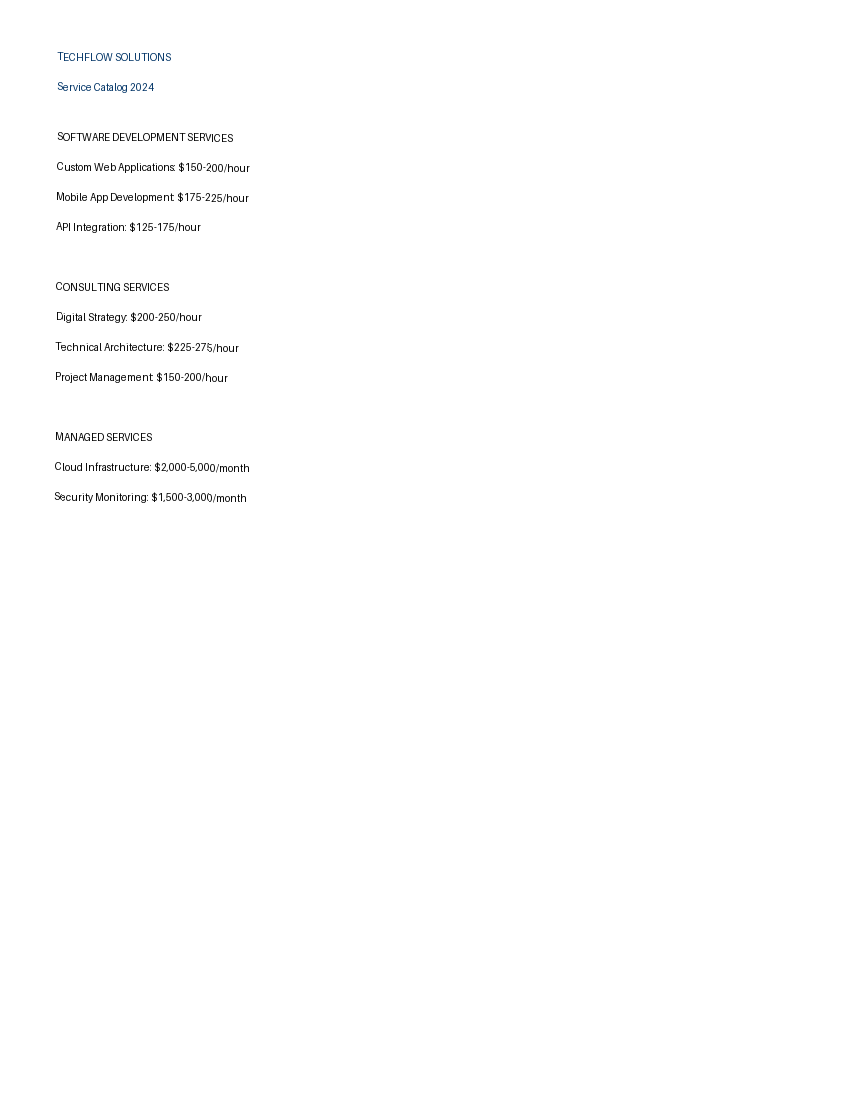 TECHFLOW SOLUTIONS
Service Catalog 2024
SOFTWARE DEVELOPMENT SERVICES
Custom Web Applications: $150-200/hour
Mobile App Development: $175-225/hour
API Integration: $125-175/hour
CONSULTING SERVICES
Digital Strategy: $200-250/hour
Technical Architecture: $225-275/hour
Project Management: $150-200/hour
MANAGED SERVICES
Cloud Infrastructure: $2,000-5,000/month
Security Monitoring: $1,500-3,000/month